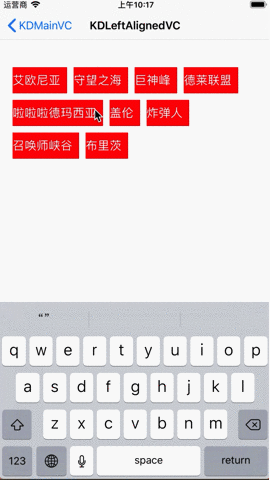 运营商 上午10:17
KDMainVC KDLeftAlignedVC
艾欧尼亚 守望之海 巨神峰 德莱联盟
啦啦啦德玛西亚 盖伦 炸弹人
召唤师峡谷 布里茨
“”
q w e r t y u i o p
a s d f g h j k l
z x c v b n m
123 space return